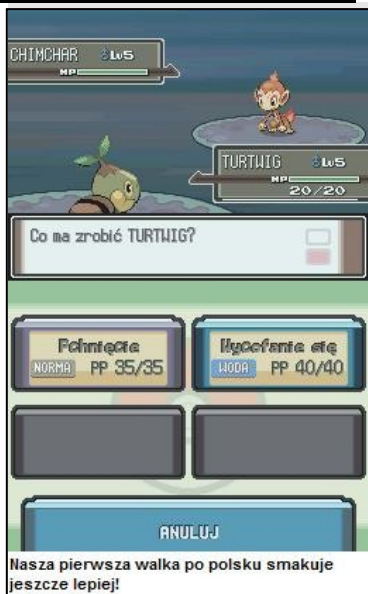 CHIMCHAR ♂Lv5
HP
TURTWIG ♂Lv5
HP
20/20
Co ma zrobić TURTWIG?
Pchnięcie
NORMA PP 35/35
Wycofanie się
WODA PP 40/40
ANULUJ
Nasza pierwsza walka po polsku smakuje
jeszcze lepiej!